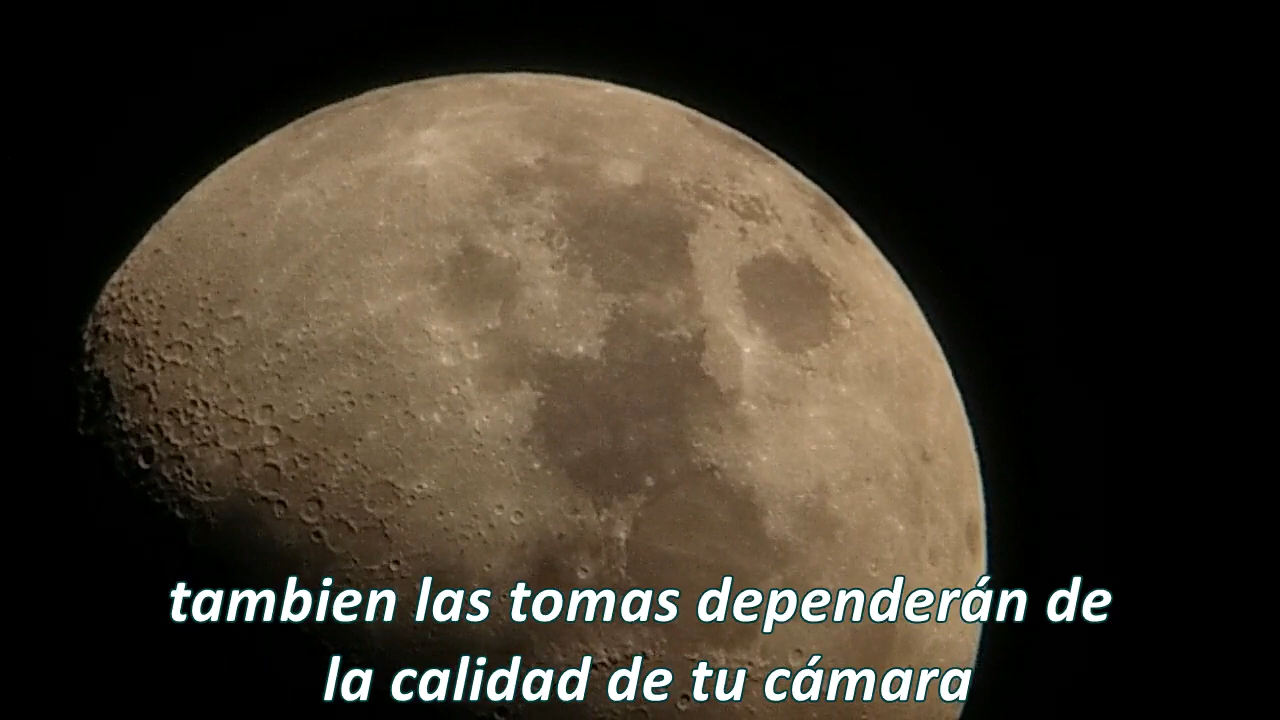 tambien las tomas dependerán de
la calidad de tu cámara